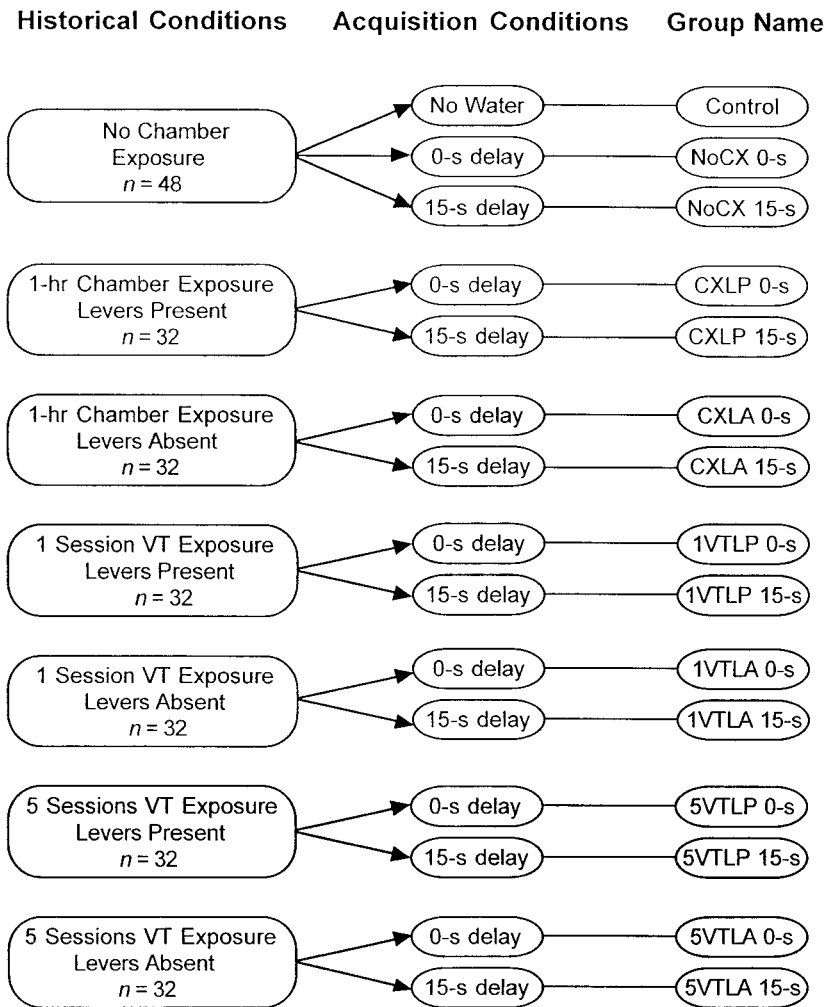 Historical Conditions Acquisition Conditions Group Name
No Chamber
Exposure
n = 48
No Water Control
0-s delay NoCX 0-s
15-s delay NoCX 15-s
1-hr Chamber Exposure
Levers Present
n = 32
0-s delay CXLP 0-s
15-s delay CXLP 15-s
1-hr Chamber Exposure
Levers Absent
n = 32
0-s delay CXLA 0-s
15-s delay CXLA 15-s
1 Session VT Exposure
Levers Present
n = 32
0-s delay 1VTLP 0-s
15-s delay 1VTLP 15-s
1 Session VT Exposure
Levers Absent
n = 32
0-s delay 1VTLA 0-s
15-s delay 1VTLA 15-s
5 Sessions VT Exposure
Levers Present
n = 32
0-s delay 5VTLP 0-s
15-s delay 5VTLP 15-s
5 Sessions VT Exposure
Levers Absent
n = 32
0-s delay 5VTLA 0-s
15-s delay 5VTLA 15-s